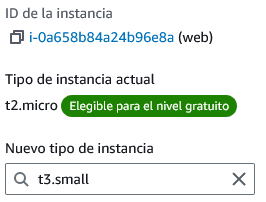 ID de la instancia
i-0a658b84a24b96e8a (web)
Tipo de instancia actual
t2.micro Elegible para el nivel gratuito
Nuevo tipo de instancia
t3.small